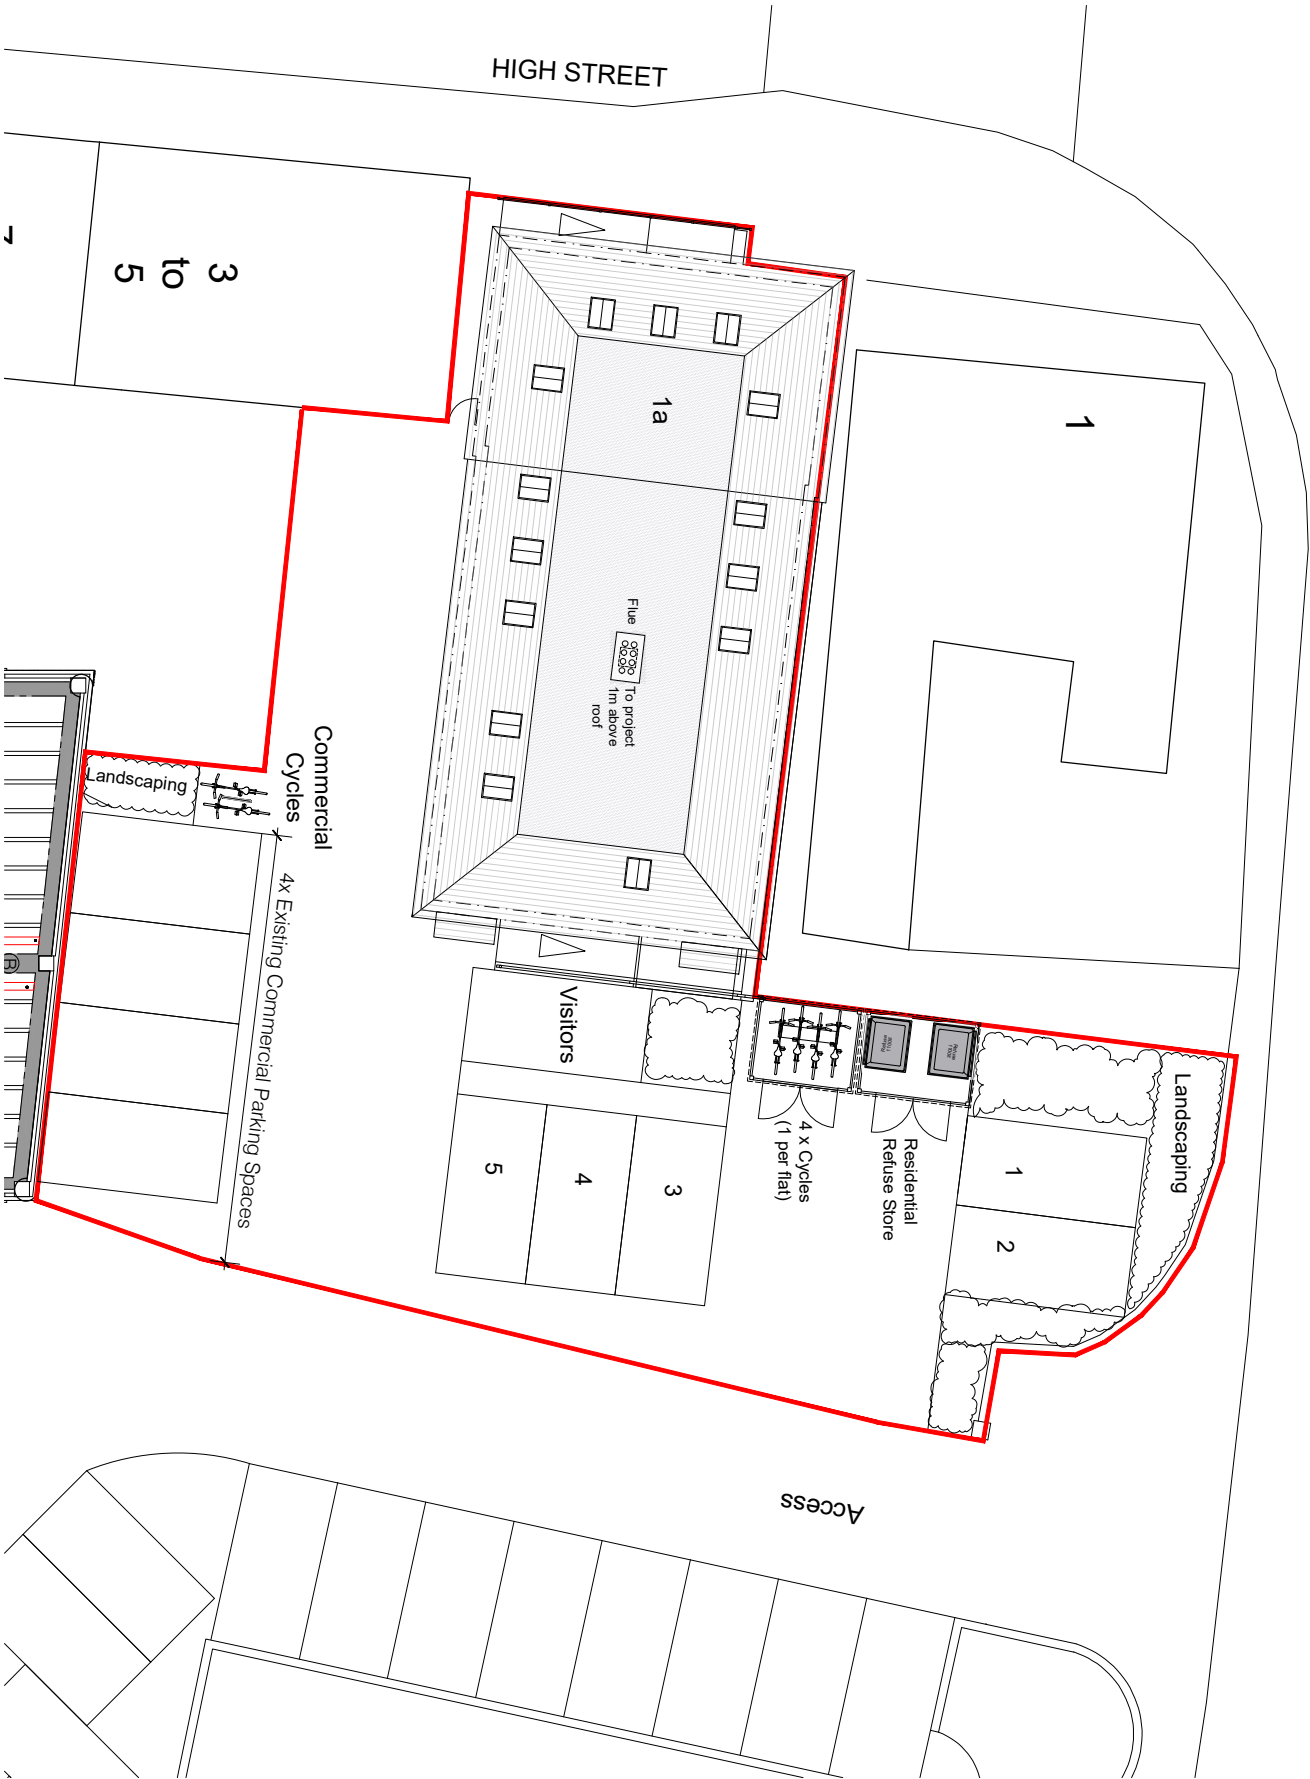 HIGH STREET
3
to
5
7
1a
1
Flue
To project
1m above
roof
Commercial
Cycles
Landscaping
4x Existing Commercial Parking Spaces
Visitors
5
4
3
4 x Cycles
(1 per flat)
Residential
Refuse Store
Landscaping
1
2
Access
R